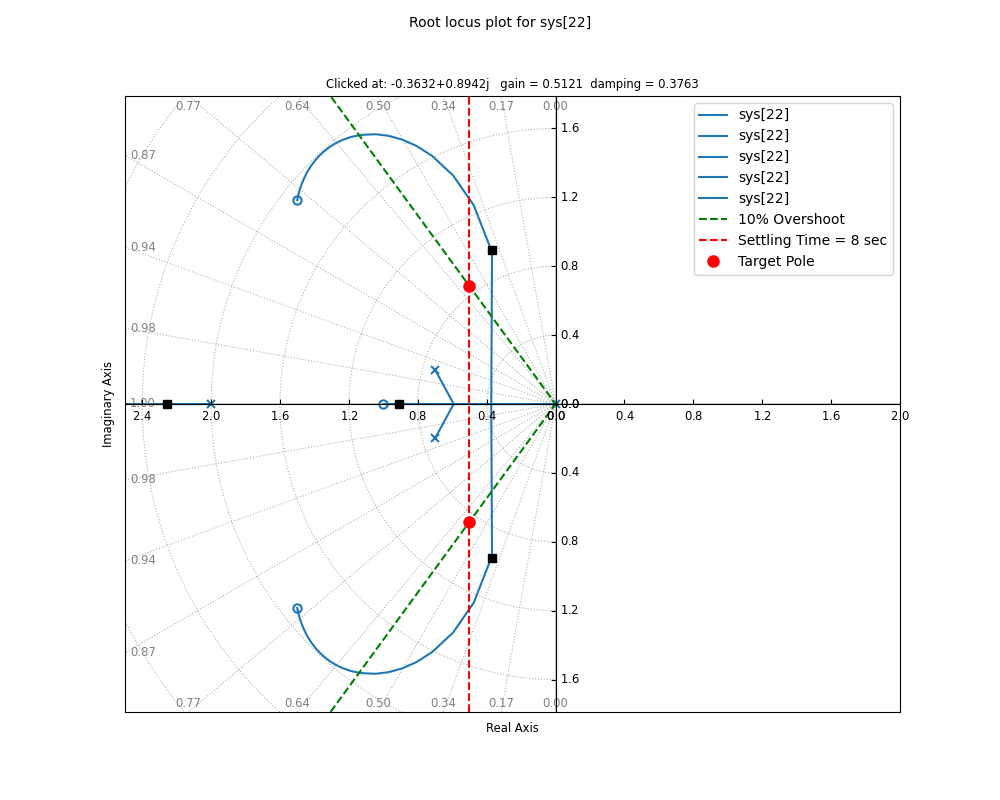 Root locus plot for sys[22]
Clicked at: -0.3632+0.8942j gain = 0.5121 damping = 0.3763
0.77 0.64 0.50 0.34 0.17 0.00
sys[22]
sys[22]
sys[22]
sys[22]
sys[22]
10% Overshoot
Settling Time = 8 sec
Target Pole
1.6
0.87
1.2
0.94
0.8
0.98
0.4
1.00 0.0
2.4 2.0 1.6 1.2 0.8 0.4 0.0 0.4 0.8 1.2 1.6 2.0
Imaginary Axis
0.4
0.98
0.8
0.94
1.2
0.87
1.6
0.77 0.64 0.50 0.34 0.17 0.00
Real Axis